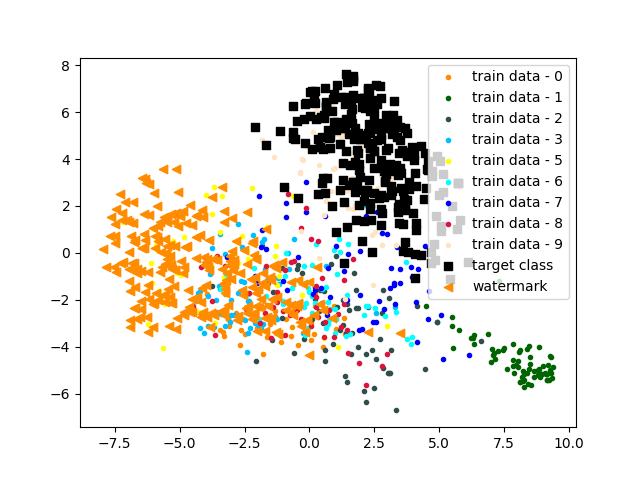 8
6
4
2
0
−2
−4
−6
−7.5
−5.0
−2.5
0.0
2.5
5.0
7.5
10.0
train data - 0
train data - 1
train data - 2
train data - 3
train data - 5
train data - 6
train data - 7
train data - 8
train data - 9
target class
watermark